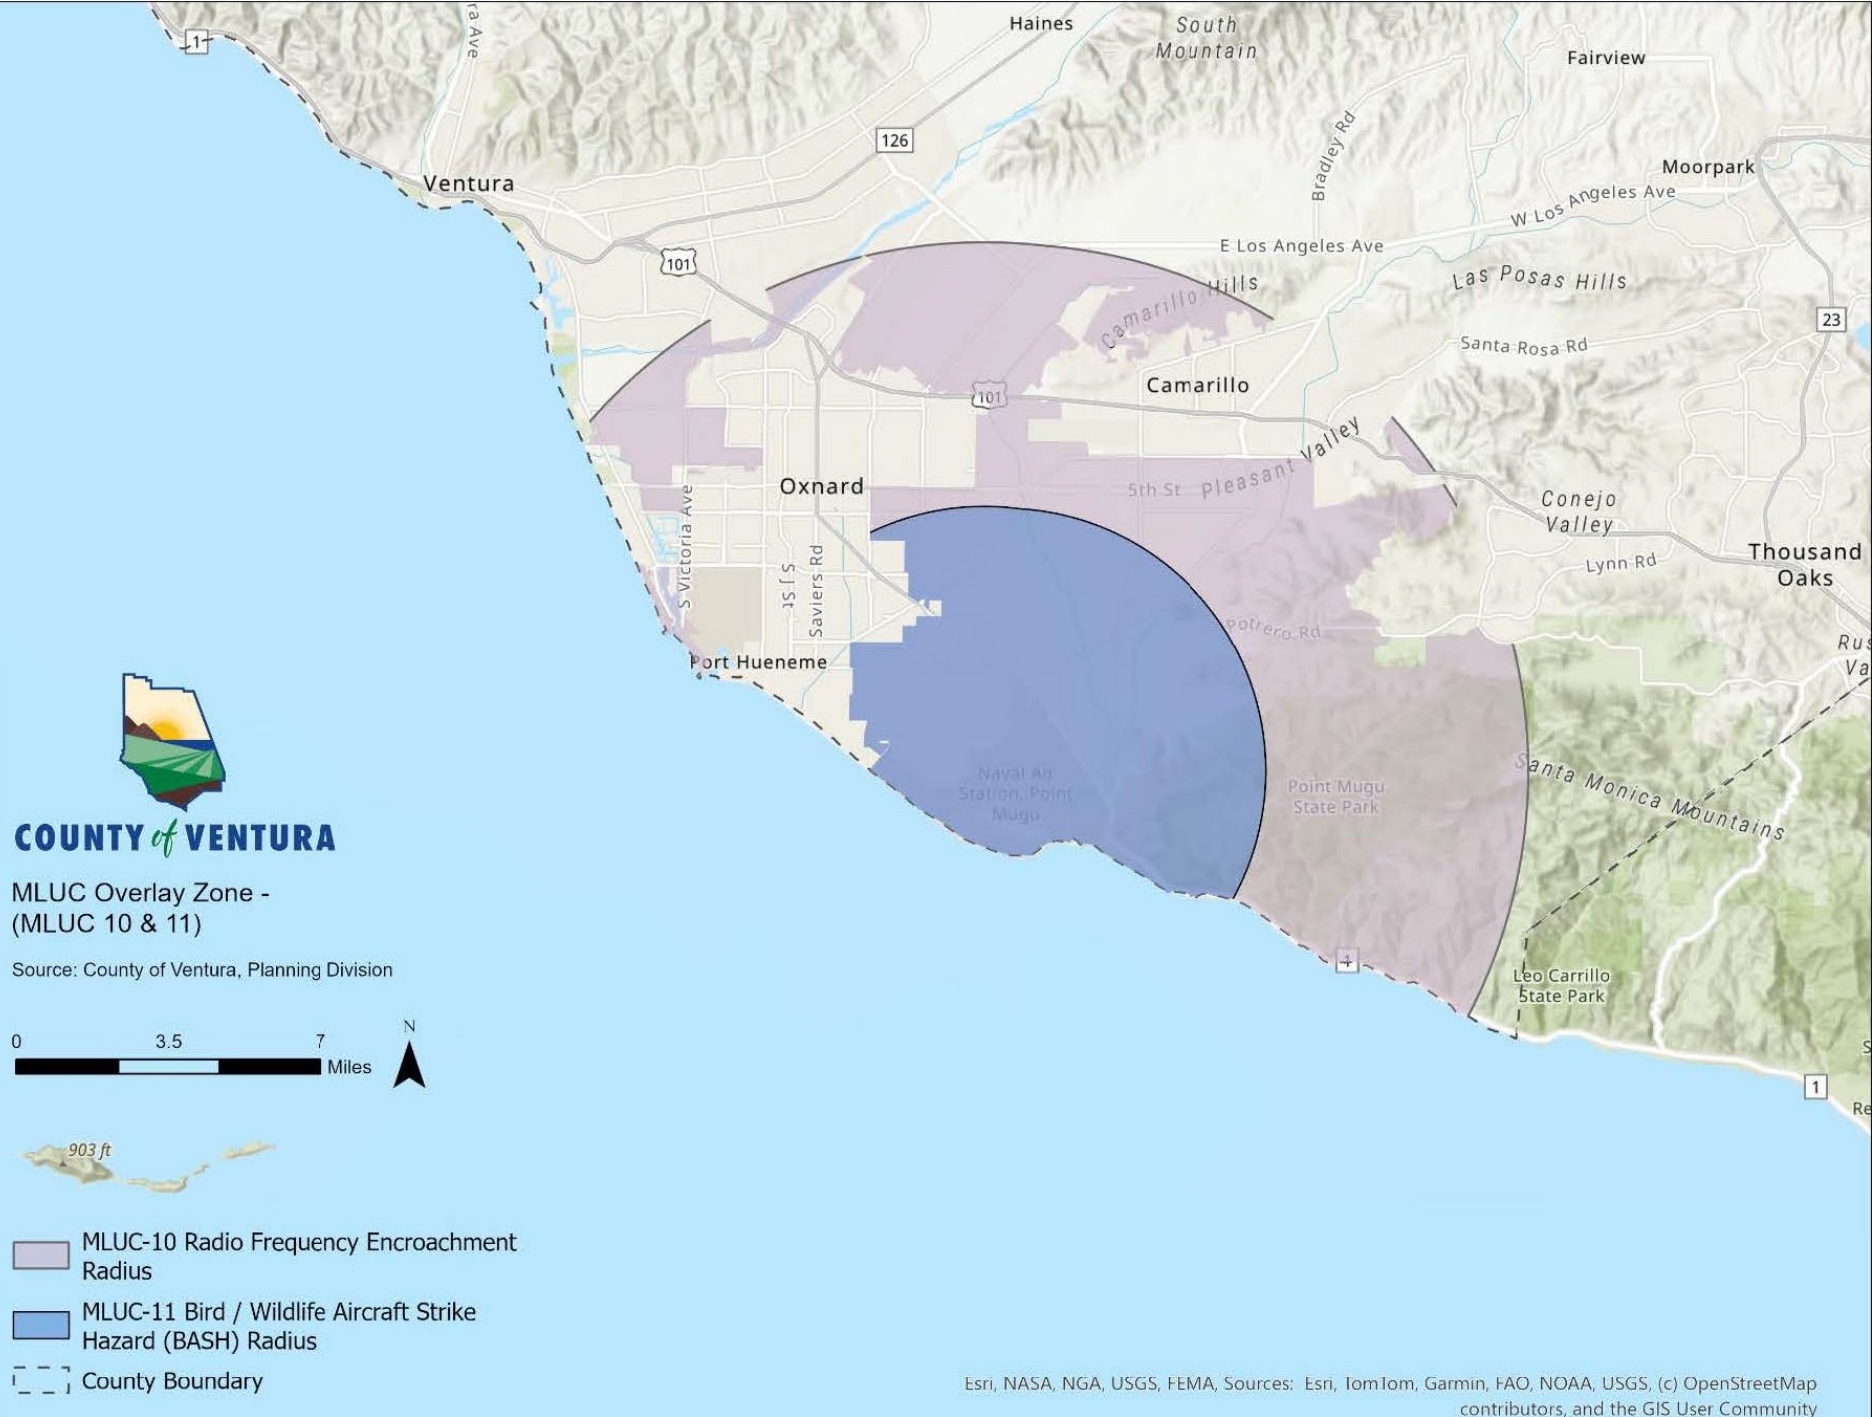 Haines
South
Mountain
Fairview
ra Ave
1
126
Bradley Rd
Moorpark
Ventura
W Los Angeles Ave
E Los Angeles Ave
101
Las Posas Hills
Camarillo Hills
23
Santa Rosa Rd
Camarillo
101
Pleasant Valley
Oxnard
5th St
Conejo
Valley
S Victoria Ave
S J St
Saviers Rd
Thousand
Oaks
Lynn Rd
Potrero Rd
Rus
Va
Port Hueneme
Naval Air
Station, Point
Mugu
Point Mugu
State Park
Santa Monica Mountains
1
Leo Carrillo
State Park
S
1
Re
COUNTY of VENTURA
MLUC Overlay Zone -
(MLUC 10 & 11)
Source: County of Ventura, Planning Division
0 3.5 7
Miles
N
903 ft
MLUC-10 Radio Frequency Encroachment
Radius
MLUC-11 Bird / Wildlife Aircraft Strike
Hazard (BASH) Radius
County Boundary
Esri, NASA, NGA, USGS, FEMA, Sources: Esri, TomTom, Garmin, FAO, NOAA, USGS, (c) OpenStreetMap
contributors, and the GIS User Community